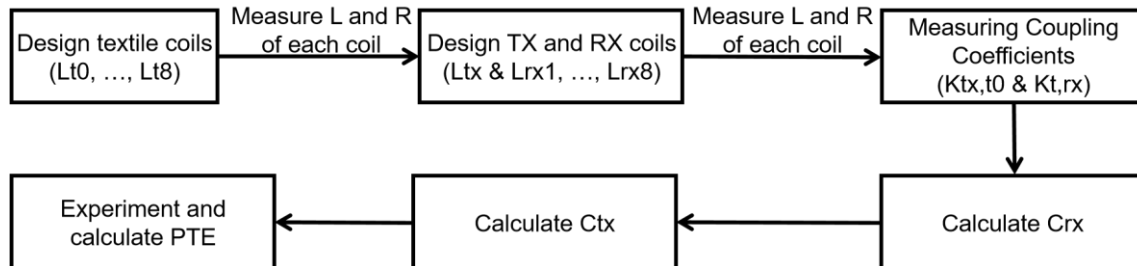 Design textile coils
(Lt0, …, Lt8)
Measure L and R
of each coil
Design TX and RX coils
(Ltx & Lrx1, …, Lrx8)
Measure L and R
of each coil
Measuring Coupling
Coefficients
(Ktx,t0 & Kt,rx)
Calculate Crx
Calculate Ctx
Experiment and
calculate PTE